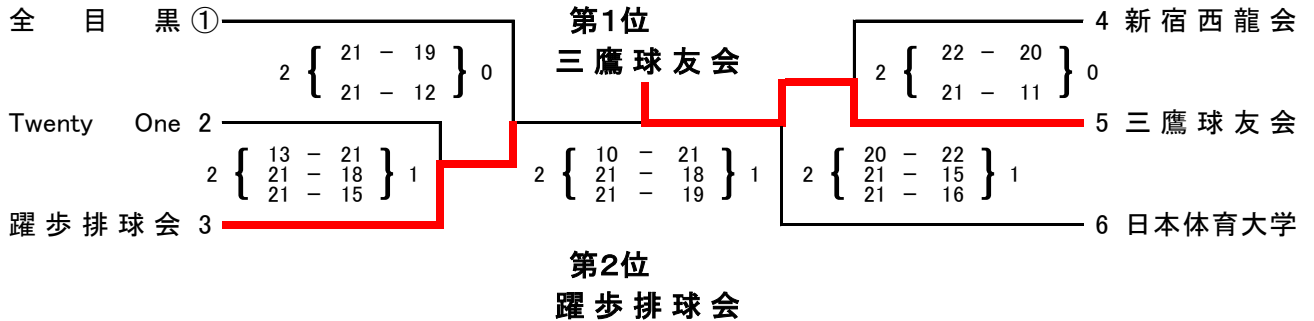 全目黒 ①
第1位
4 新宿西龍会
三鷹球友会
2 { 21 － 19 } 0
21 － 12
2 { 22 － 20 } 0
21 － 11
Twenty One 2
5 三鷹球友会
2 { 13 － 21 } 1
21 － 18
21 － 15
2 { 10 － 21 } 1
21 － 18
21 － 19
2 { 20 － 22 } 1
21 － 15
21 － 16
躍歩排球会 3
6 日本体育大学
第2位
躍歩排球会